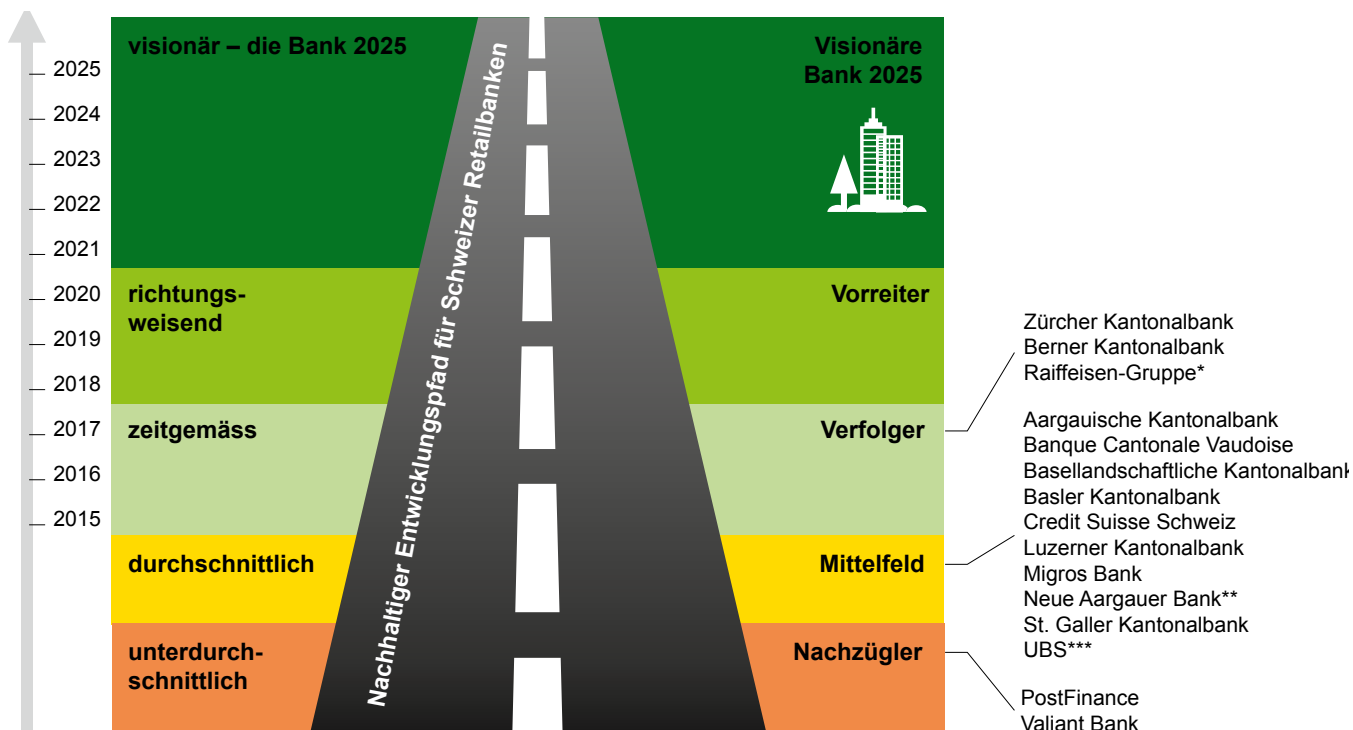 visionär – die Bank 2025
Visionäre
Bank 2025
2025
2024
2023
2022
2021
2020
2019
2018
2017
2016
2015
Nachhaltiger Entwicklungspfad für Schweizer Retailbanken
richtungs-
weisend
Vorreiter
zeitgemäss
Verfolger
durchschnittlich
Mittelfeld
unterdurch-
schnittlich
Nachzügler
Zürcher Kantonalbank
Berner Kantonalbank
Raiffeisen-Gruppe*
Aargauische Kantonalbank
Banque Cantonale Vaudoise
Basellandschaftliche Kantonalbank
Basler Kantonalbank
Credit Suisse Schweiz
Luzerner Kantonalbank
Migros Bank
Neue Aargauer Bank**
St. Galler Kantonalbank
UBS***
PostFinance
Valiant Bank